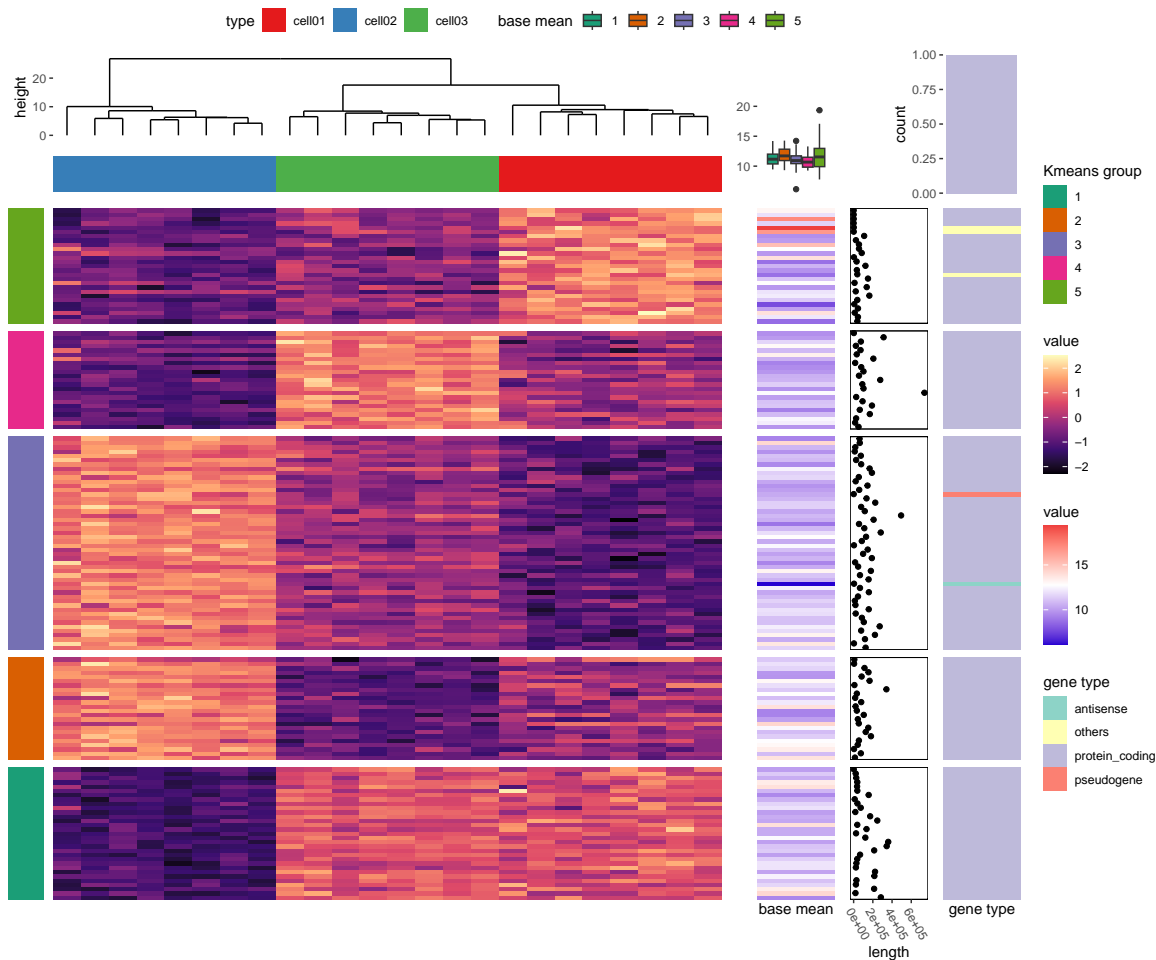 type cell01 cell02 cell03 base mean 1 2 3 4 5
height
20
10
0
20
15
10
count
1.00
0.75
0.50
0.25
0.00
Kmeans group
1
2
3
4
5
value
2
1
0
−1
−2
value
15
10
gene type
antisense
others
protein_coding
pseudogene
base mean
0e+00
2e+05
4e+05
6e+05
length
gene type